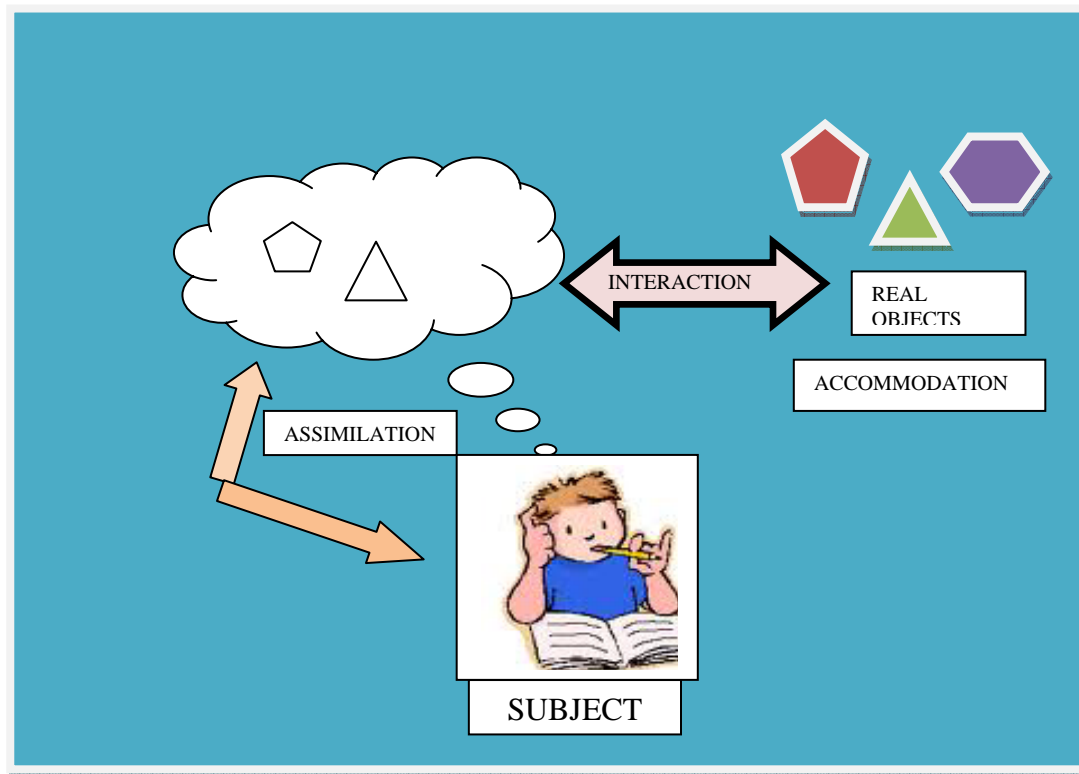 INTERACTION
REAL
OBJECTS
ACCOMMODATION
ASSIMILATION
SUBJECT